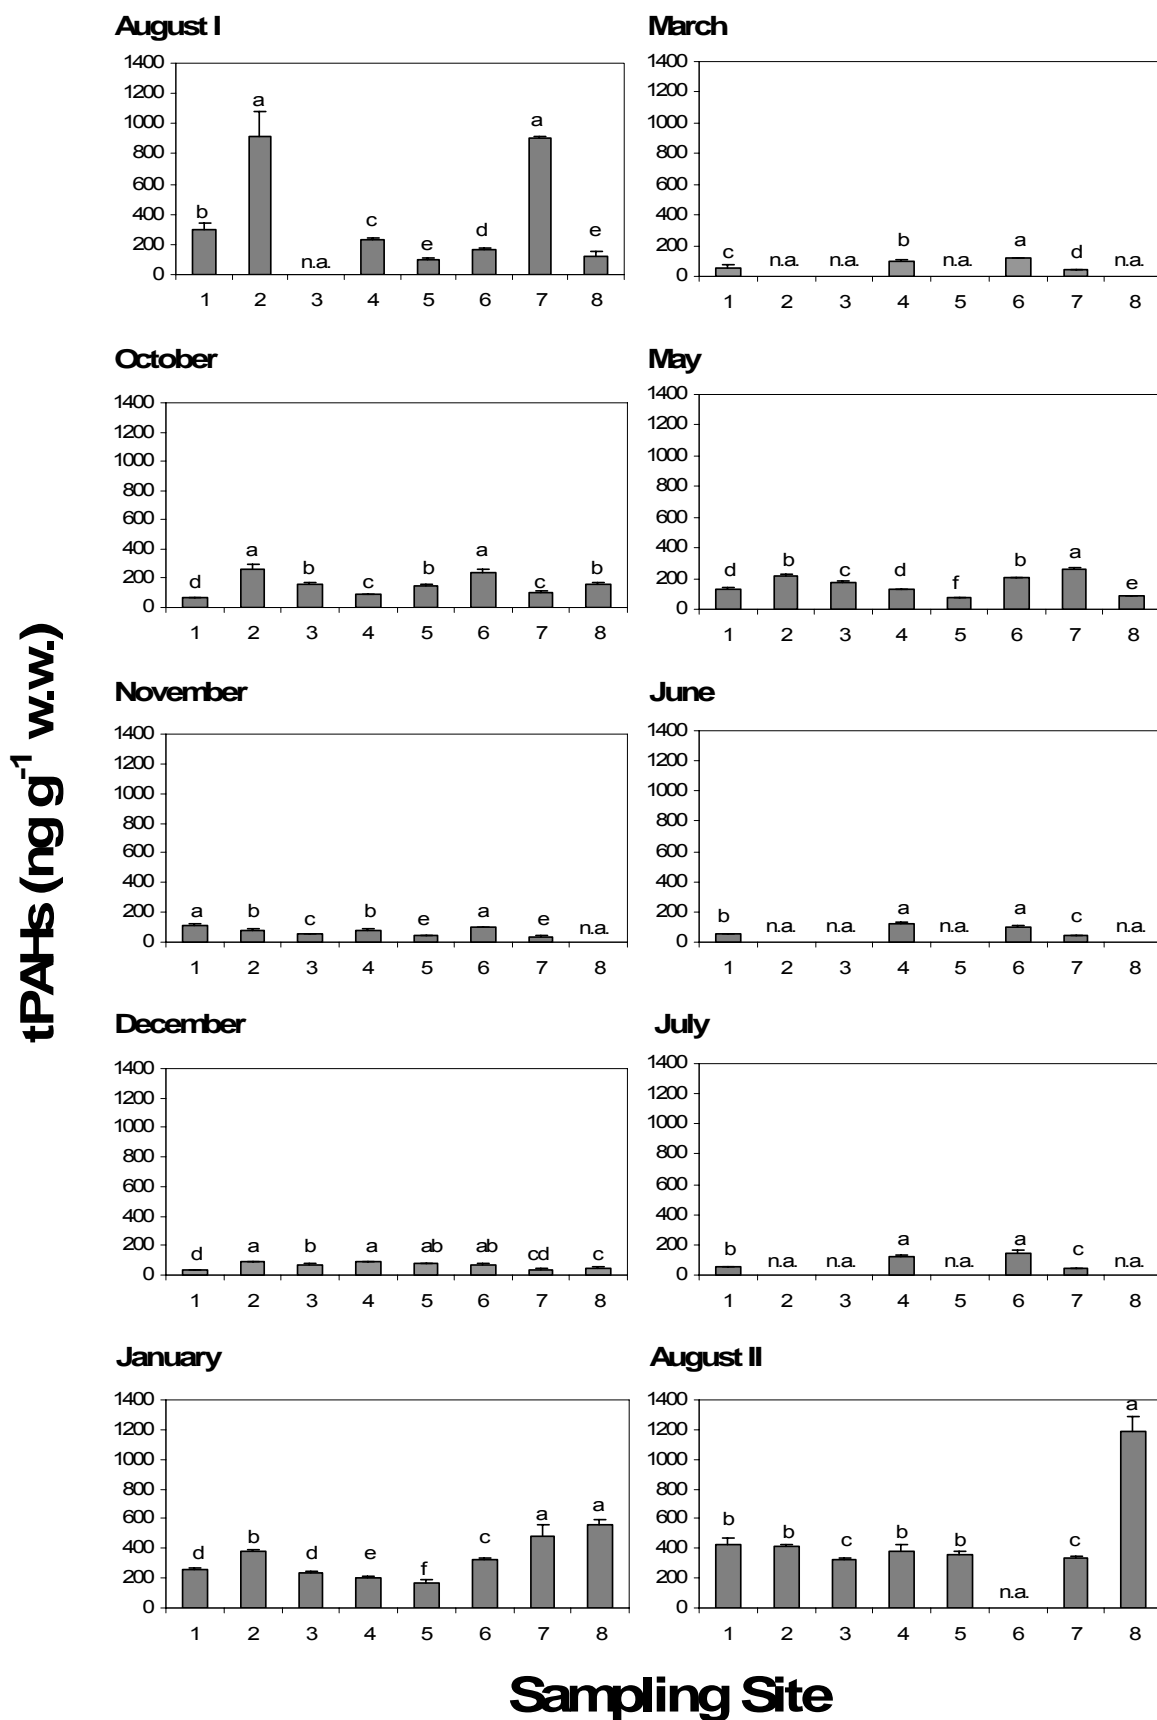 August I
1400
1200
1000
800
600
400
200
0
b a n.a. c e d a e
1 2 3 4 5 6 7 8
March
1400
1200
1000
800
600
400
200
0
c n.a. n.a. b n.a. a d n.a.
1 2 3 4 5 6 7 8
October
1400
1200
1000
800
600
400
200
0
d a b c b a c b
1 2 3 4 5 6 7 8
May
1400
1200
1000
800
600
400
200
0
d b c d f b a e
1 2 3 4 5 6 7 8
November
1400
1200
1000
800
600
400
200
0
a b c b e a e n.a.
1 2 3 4 5 6 7 8
June
1400
1200
1000
800
600
400
200
0
b n.a. n.a. a n.a. a c n.a.
1 2 3 4 5 6 7 8
December
1400
1200
1000
800
600
400
200
0
d a b a ab ab cd c
1 2 3 4 5 6 7 8
July
1400
1200
1000
800
600
400
200
0
b n.a. n.a. a n.a. a c n.a.
1 2 3 4 5 6 7 8
January
1400
1200
1000
800
600
400
200
0
d b d e f c a a
1 2 3 4 5 6 7 8
August II
1400
1200
1000
800
600
400
200
0
b b c b b n.a. c a
1 2 3 4 5 6 7 8
tPAHs (ng g⁻¹ w.w.)
Sampling Site